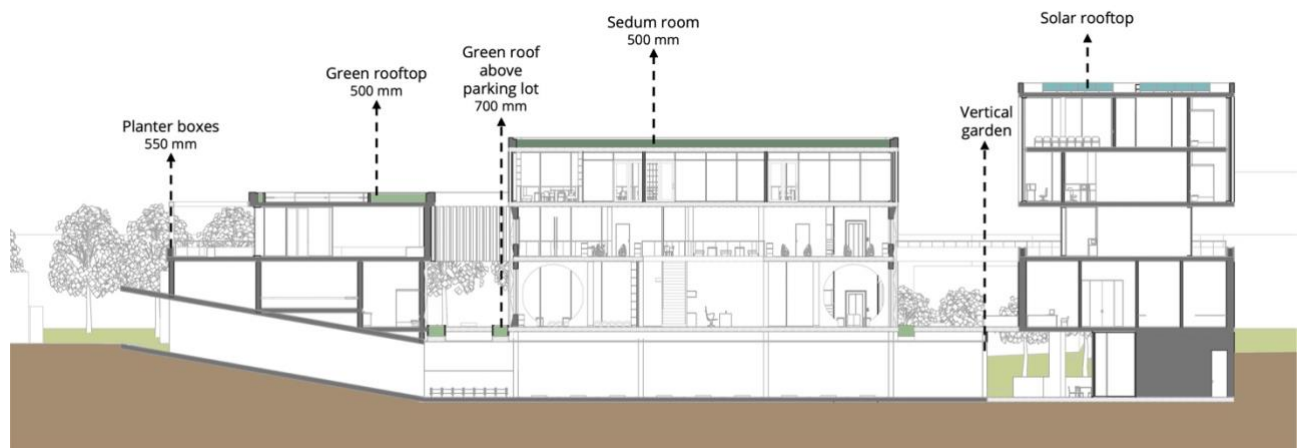 Planter boxes
550 mm
Green rooftop
500 mm
Green roof
above
parking lot
700 mm
Sedum room
500 mm
Vertical
garden
Solar rooftop